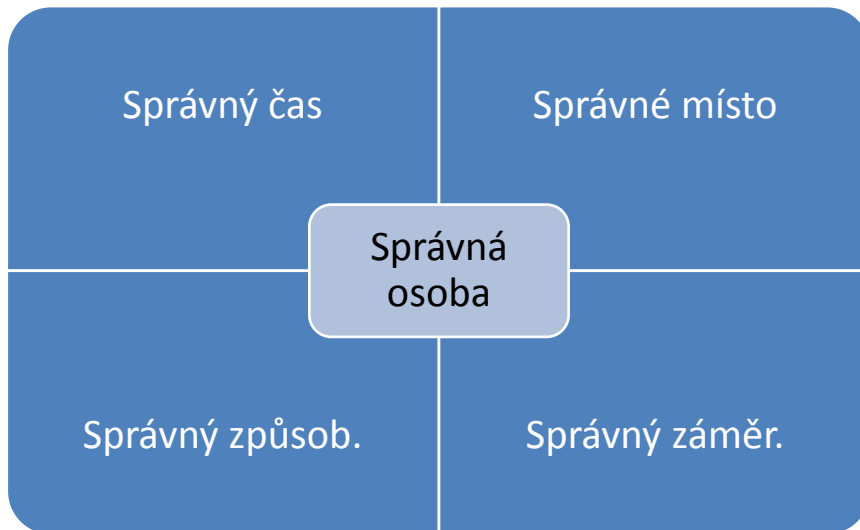 Správný čas
Správné místo
Správná
osoba
Správný způsob.
Správný záměr.